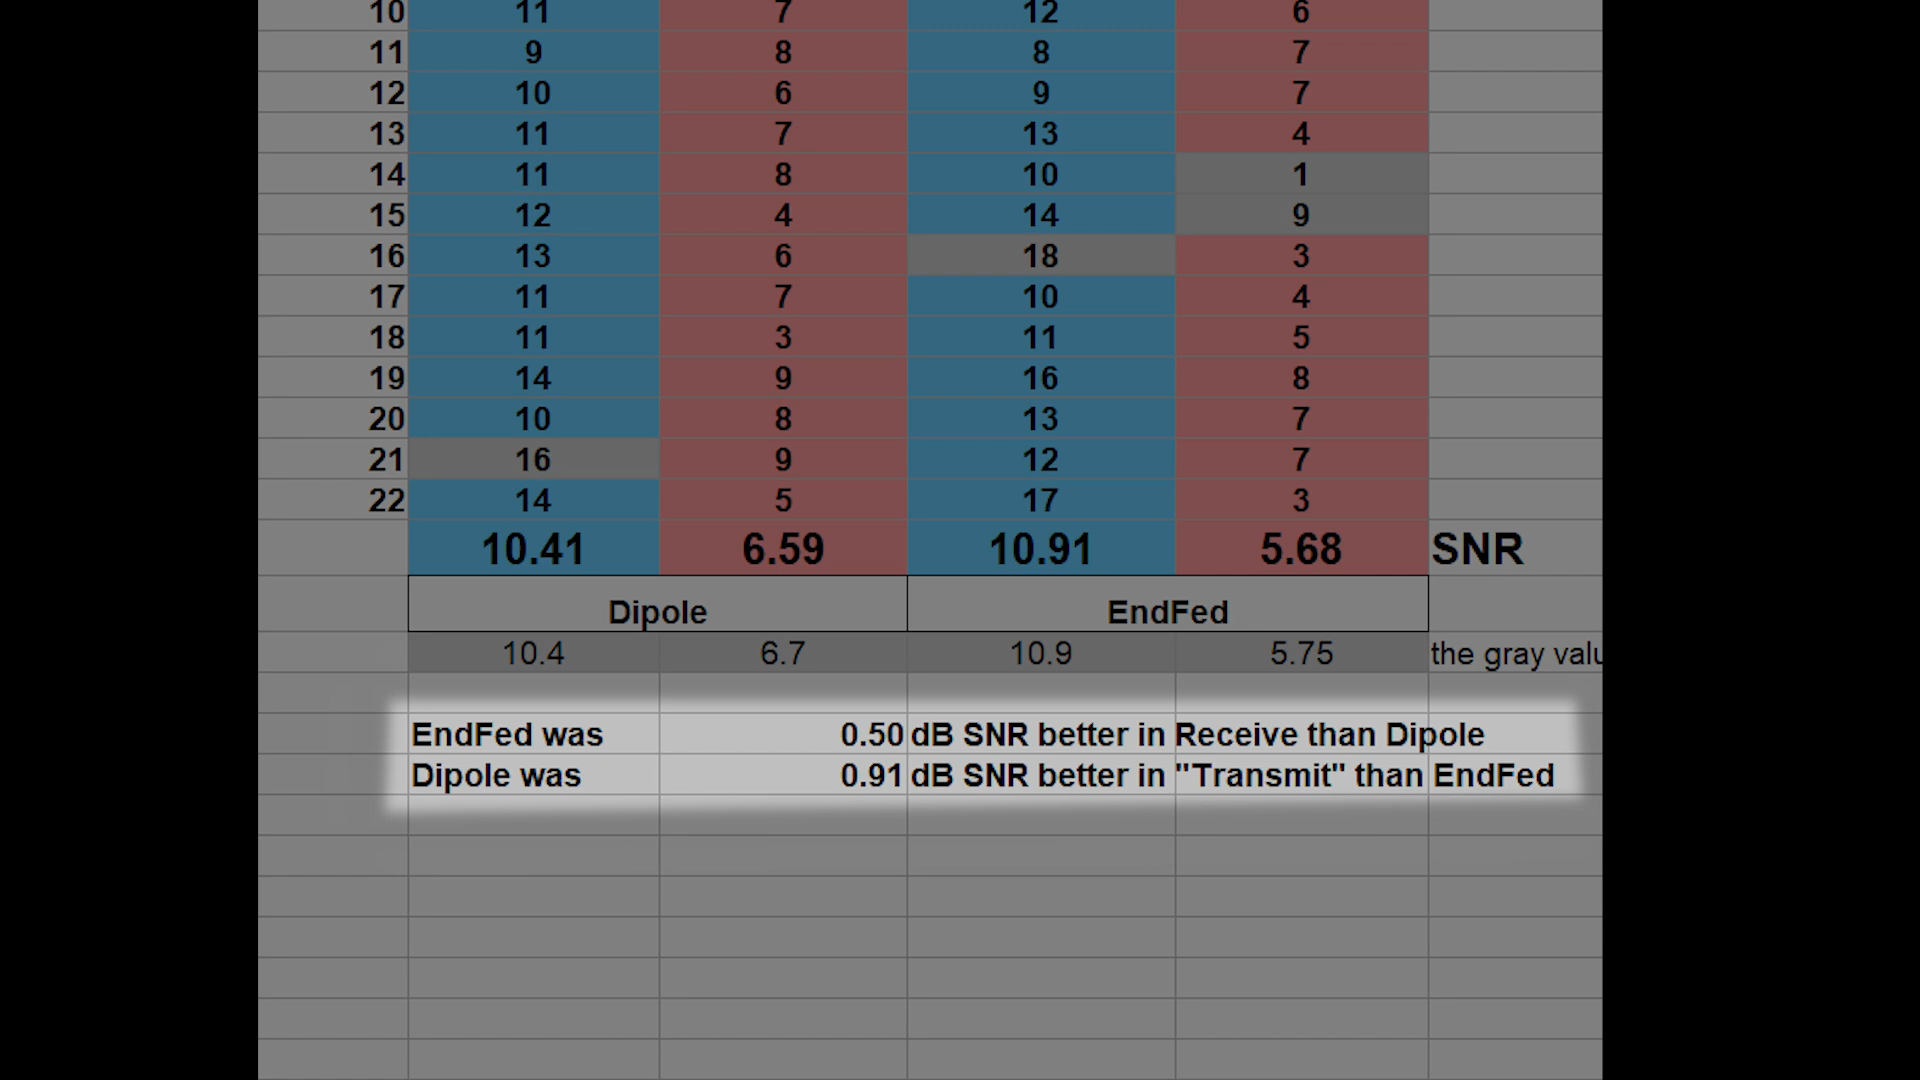 10 11 7 12 6
11 9 8 8 7
12 10 6 9 7
13 11 7 13 4
14 11 8 10 1
15 12 4 14 9
16 13 6 18 3
17 11 7 10 4
18 11 3 11 5
19 14 9 16 8
20 10 8 13 7
21 16 9 12 7
22 14 5 17 3
10.41 6.59 10.91 5.68 SNR
Dipole EndFed
10.4 6.7 10.9 5.75 the gray valu
EndFed was 0.50 dB SNR better in Receive than Dipole
Dipole was 0.91 dB SNR better in "Transmit" than EndFed